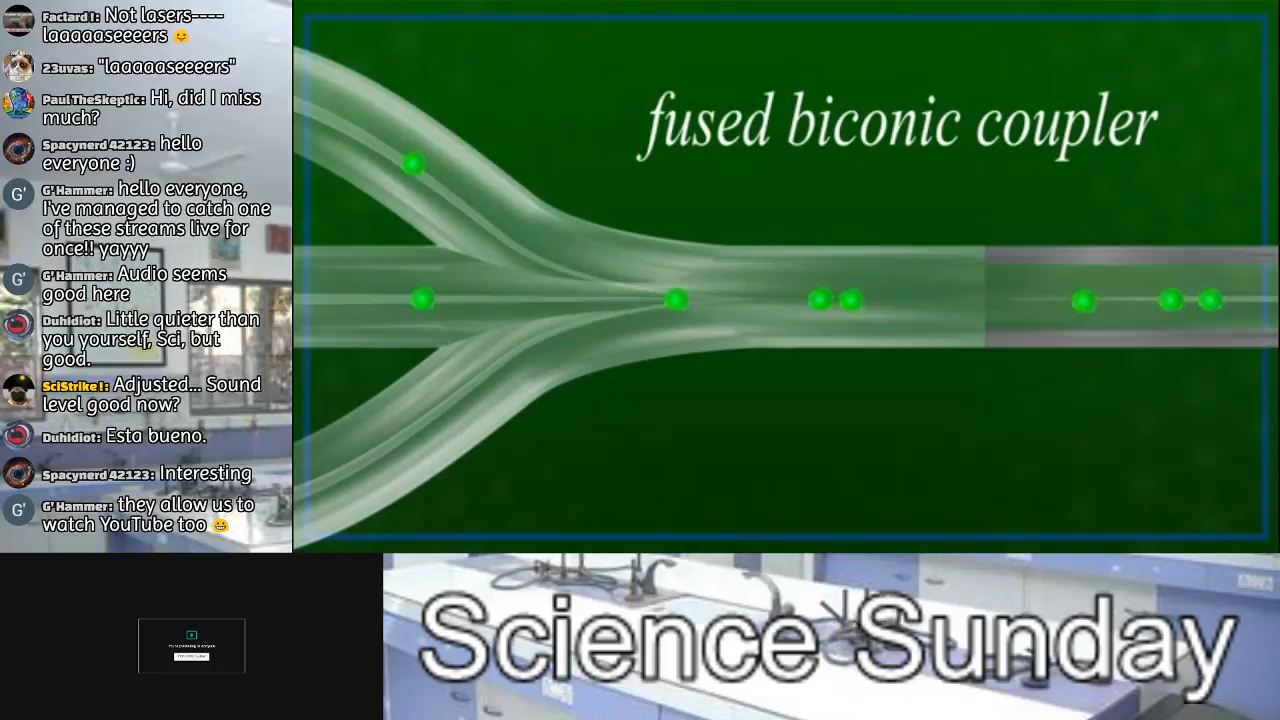 Factard!: Not lasers----
laaaaaseeeers 😛
23uvas: "laaaaaseeeers"
PaulTheSkeptic: Hi, did I miss
much?
Spacynerd42123: hello
everyone :)
G'
G'Hammer: hello everyone,
I've managed to catch one
of these streams live for
once!! yayyy
G'
G'Hammer: Audio seems
good here
DuhIdiot: Little quieter than
you yourself, Sci, but
good.
SciStrike!: Adjusted... Sound
level good now?
DuhIdiot: Esta bueno.
Spacynerd42123: Interesting
G'
G'Hammer: they allow us to
watch YouTube too 😀
fused biconic coupler
Science Sunday